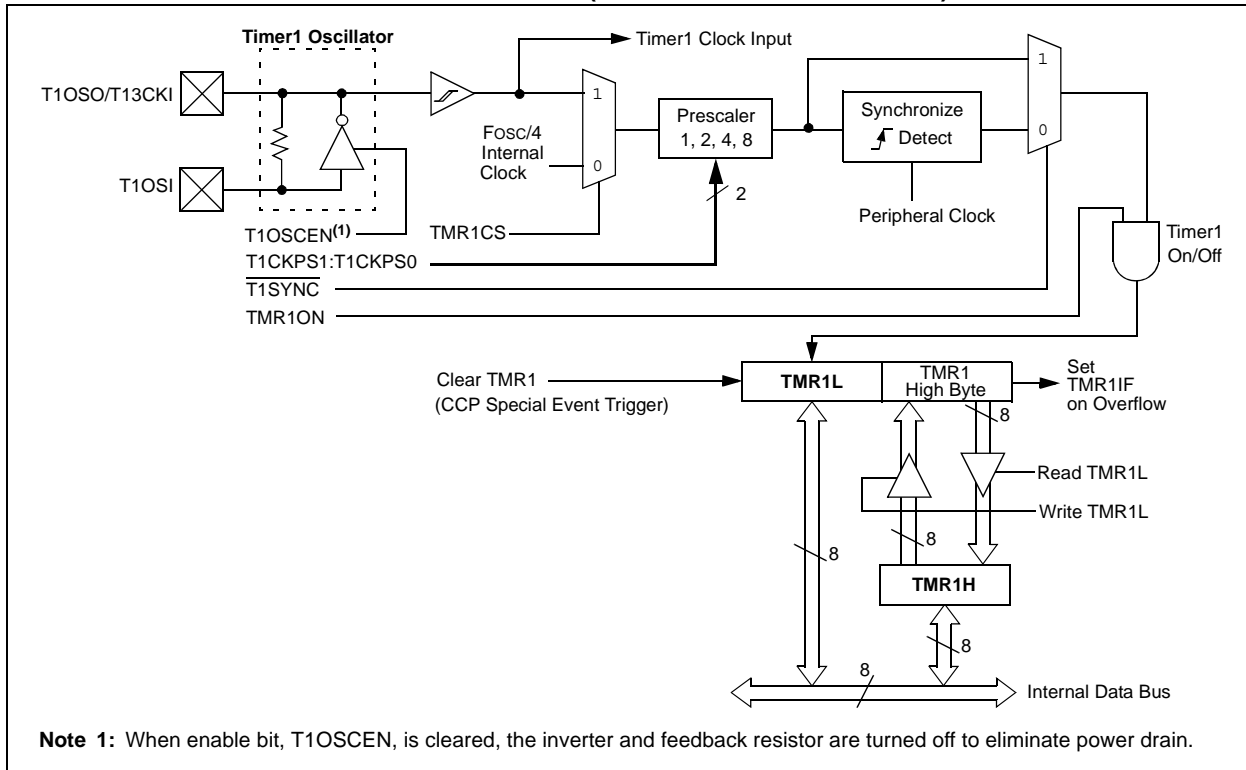 Timer1 Oscillator
Timer1 Clock Input
T1OSO/T13CKI
1
1
FOSC/4
Internal
Clock
0
Prescaler
1, 2, 4, 8
Synchronize
Detect
0
T1OSI
2
Peripheral Clock
T1OSCEN(1)
TMR1CS
Timer1
On/Off
T1CKPS1:T1CKPS0
T1SYNC
TMR1ON
Clear TMR1
(CCP Special Event Trigger)
TMR1L
TMR1
High Byte
Set
TMR1IF
on Overflow
8
Read TMR1L
Write TMR1L
8
8
TMR1H
8
8
Internal Data Bus
Note 1: When enable bit, T1OSCEN, is cleared, the inverter and feedback resistor are turned off to eliminate power drain.